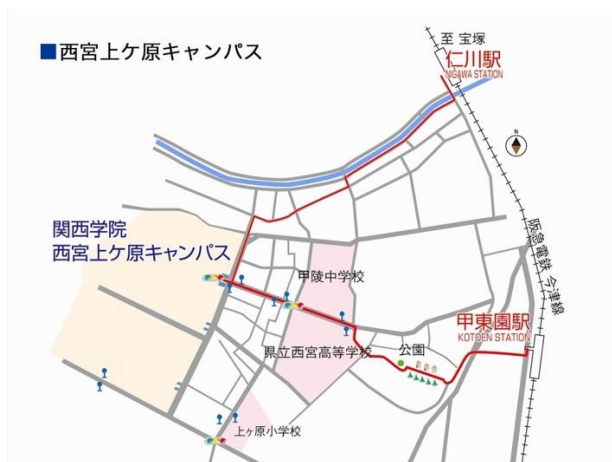 ■西宮上ケ原キャンパス
至 宝塚
仁川駅
NIGAWA STATION
N
関西学院
西宮上ケ原キャンパス
阪急電鉄 今津線
甲陵中学校
甲東園駅
KOTOEN STATION
県立西宮高等学校
公園
上ヶ原小学校